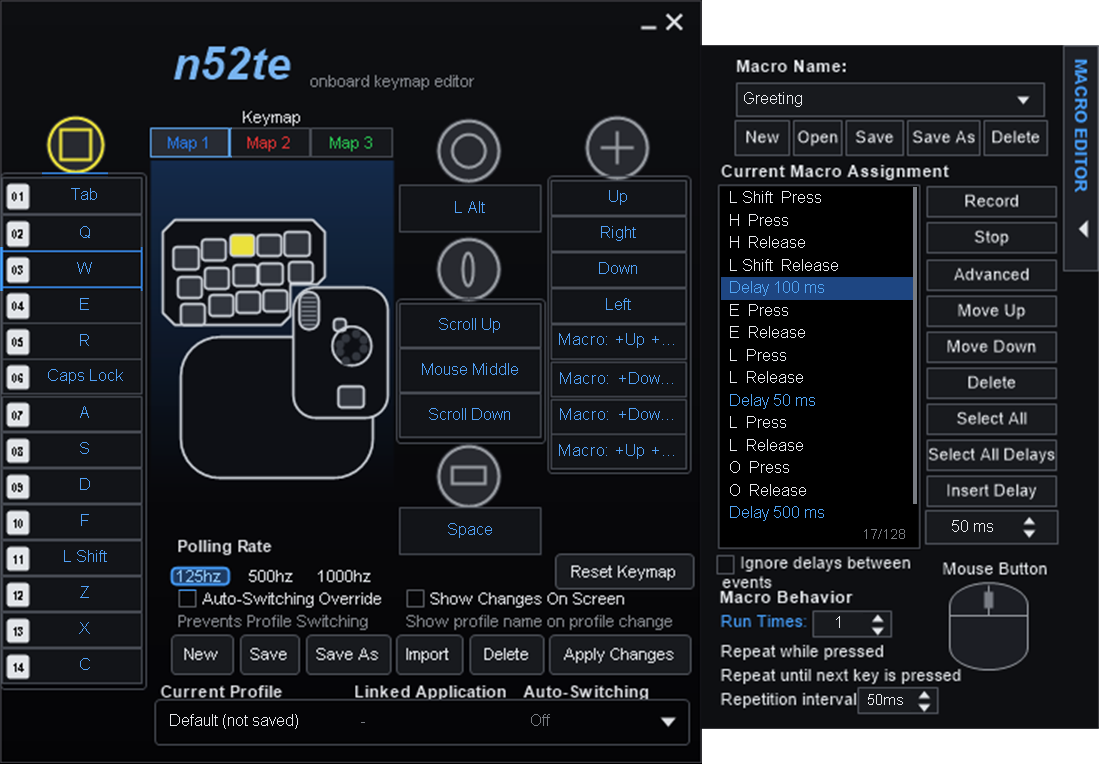 n52te
onboard keymap editor
Keymap
Map 1
Map 2
Map 3
01 Tab
02 Q
03 W
04 E
05 R
06 Caps Lock
07 A
08 S
09 D
10 F
11 L Shift
12 Z
13 X
14 C
L Alt
Scroll Up
Mouse Middle
Scroll Down
Space
Up
Right
Down
Left
Macro: +Up +...
Macro: +Dow...
Macro: +Dow...
Macro: +Up +...
Polling Rate
125hz 500hz 1000hz
Auto-Switching Override
Prevents Profile Switching
Reset Keymap
Show Changes On Screen
Show profile name on profile change
New
Save
Save As
Import
Delete
Apply Changes
Current Profile
Linked Application
Auto-Switching
Default (not saved)
-
Off
MACRO EDITOR
Macro Name:
Greeting
New
Open
Save
Save As
Delete
Current Macro Assignment
L Shift Press
H Press
H Release
L Shift Release
Delay 100 ms
E Press
E Release
L Press
L Release
Delay 50 ms
L Press
L Release
O Press
O Release
Delay 500 ms
17/128
Record
Stop
Advanced
Move Up
Move Down
Delete
Select All
Select All Delays
Insert Delay
50 ms
Ignore delays between
events
Macro Behavior
Run Times: 1
Repeat while pressed
Repeat until next key is pressed
Repetition interval 50ms
Mouse Button